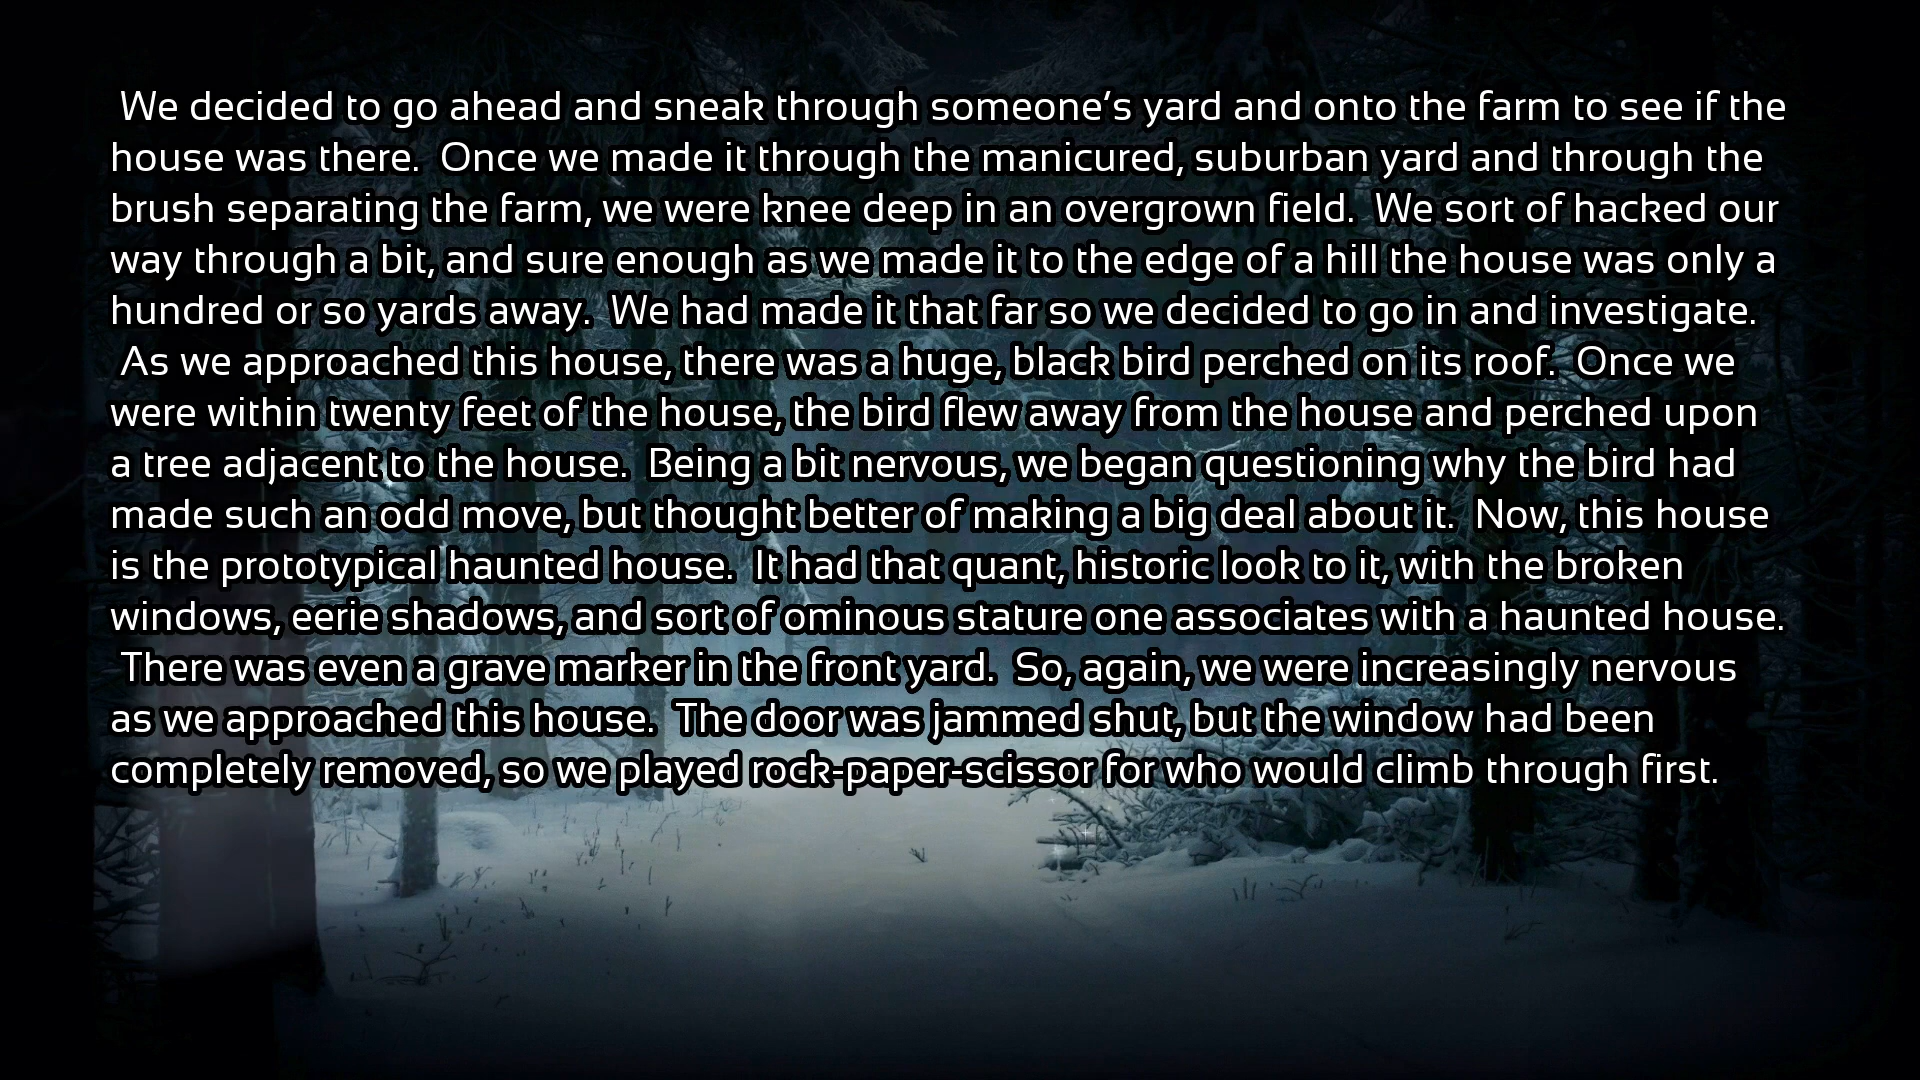 We decided to go ahead and sneak through someone’s yard and onto the farm to see if the
house was there.  Once we made it through the manicured, suburban yard and through the
brush separating the farm, we were knee deep in an overgrown field.  We sort of hacked our
way through a bit, and sure enough as we made it to the edge of a hill the house was only a
hundred or so yards away.  We had made it that far so we decided to go in and investigate.
As we approached this house, there was a huge, black bird perched on its roof.  Once we
were within twenty feet of the house, the bird flew away from the house and perched upon
a tree adjacent to the house.  Being a bit nervous, we began questioning why the bird had
made such an odd move, but thought better of making a big deal about it.  Now, this house
is the prototypical haunted house.  It had that quant, historic look to it, with the broken
windows, eerie shadows, and sort of ominous stature one associates with a haunted house.
There was even a grave marker in the front yard.  So, again, we were increasingly nervous
as we approached this house.  The door was jammed shut, but the window had been
completely removed, so we played rock-paper-scissor for who would climb through first.